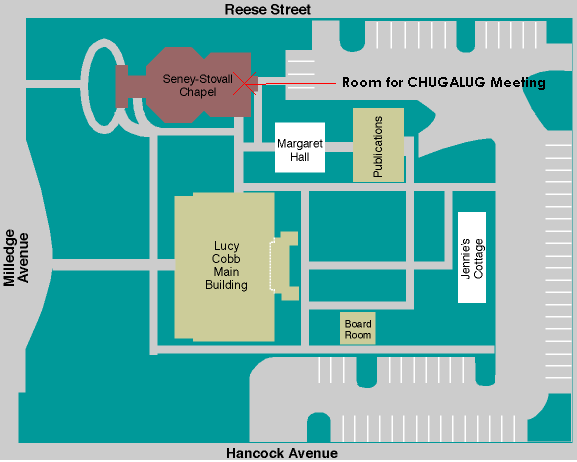 Reese Street
Seney-Stovall
Chapel
Room for CHUGALUG Meeting
Margaret
Hall
Publications
Milledge
Avenue
Lucy
Cobb
Main
Building
Jennie's
Cottage
Board
Room
Hancock Avenue